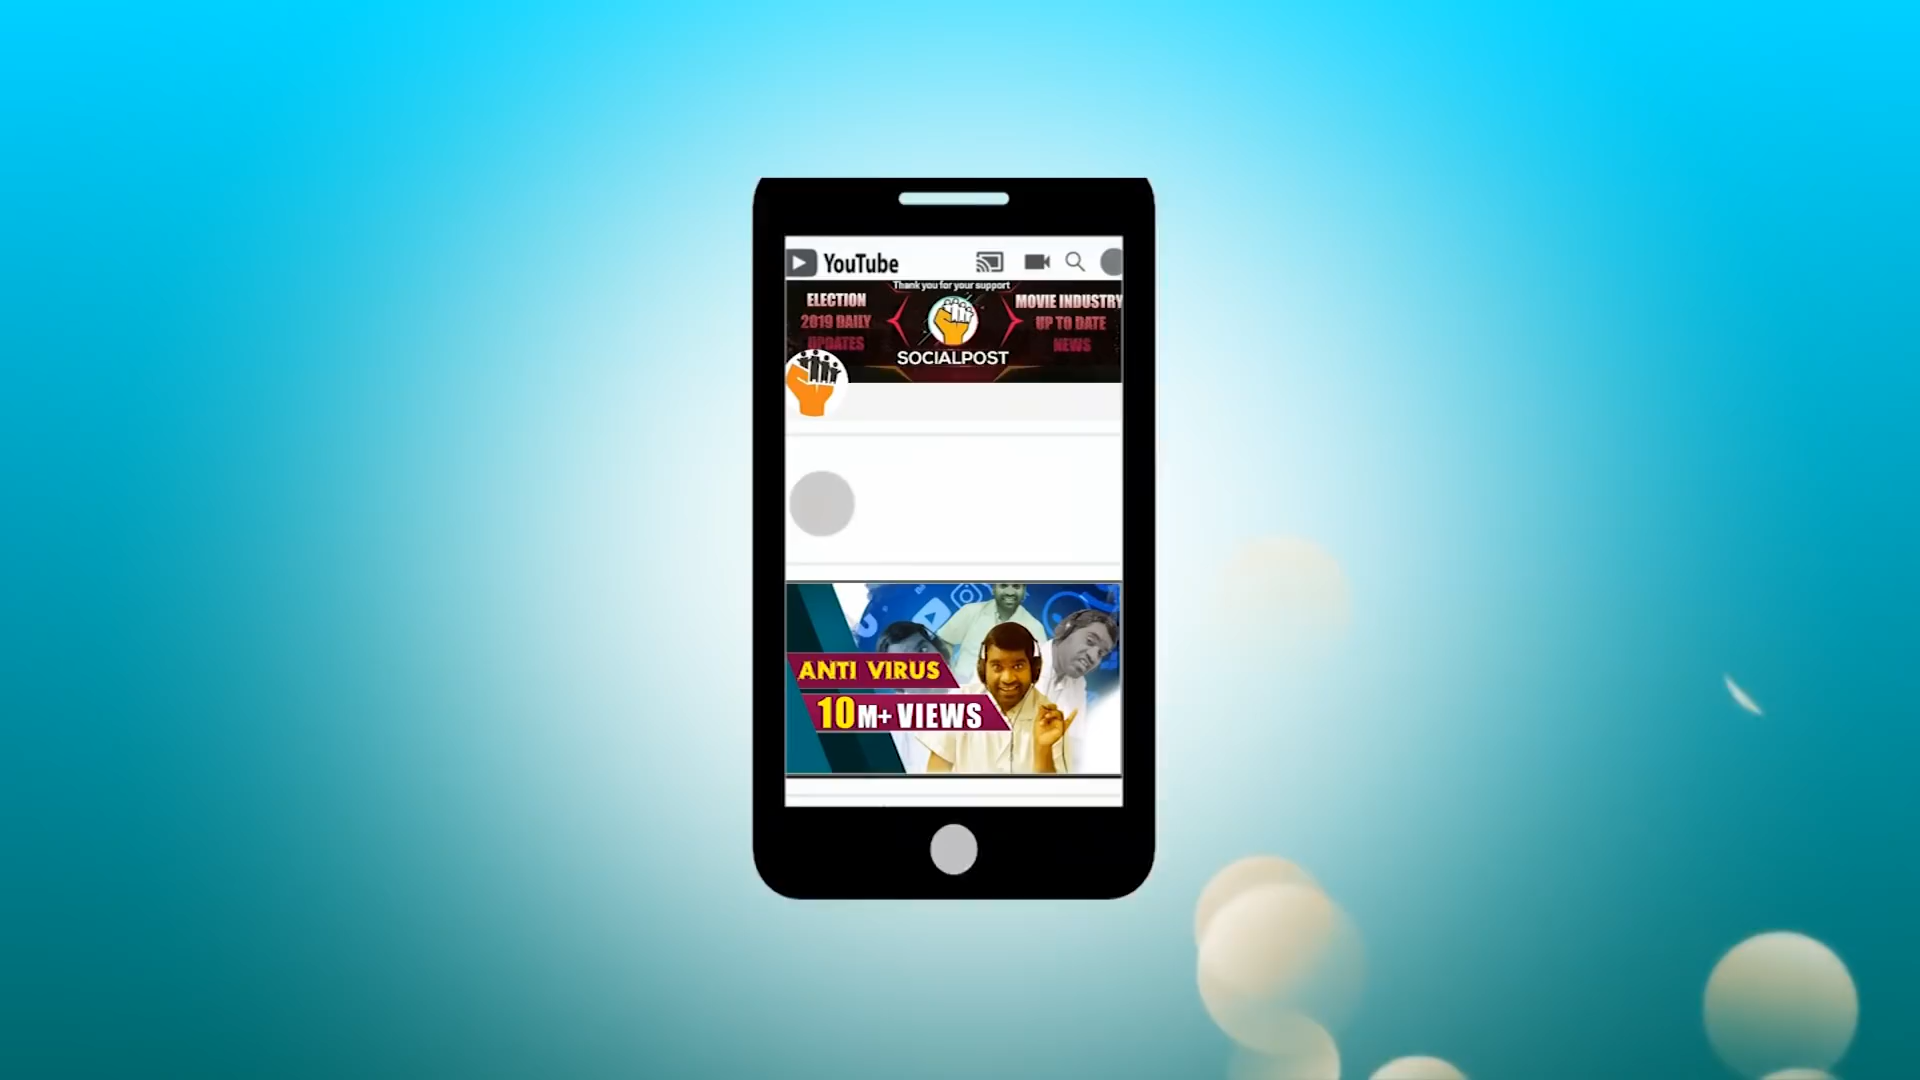 YouTube
Thank you for your support
ELECTION
2019 DAILY
UPDATES
SOCIALPOST
MOVIE INDUSTRY
UP TO DATE
NEWS
ANTI VIRUS
10M+ VIEWS